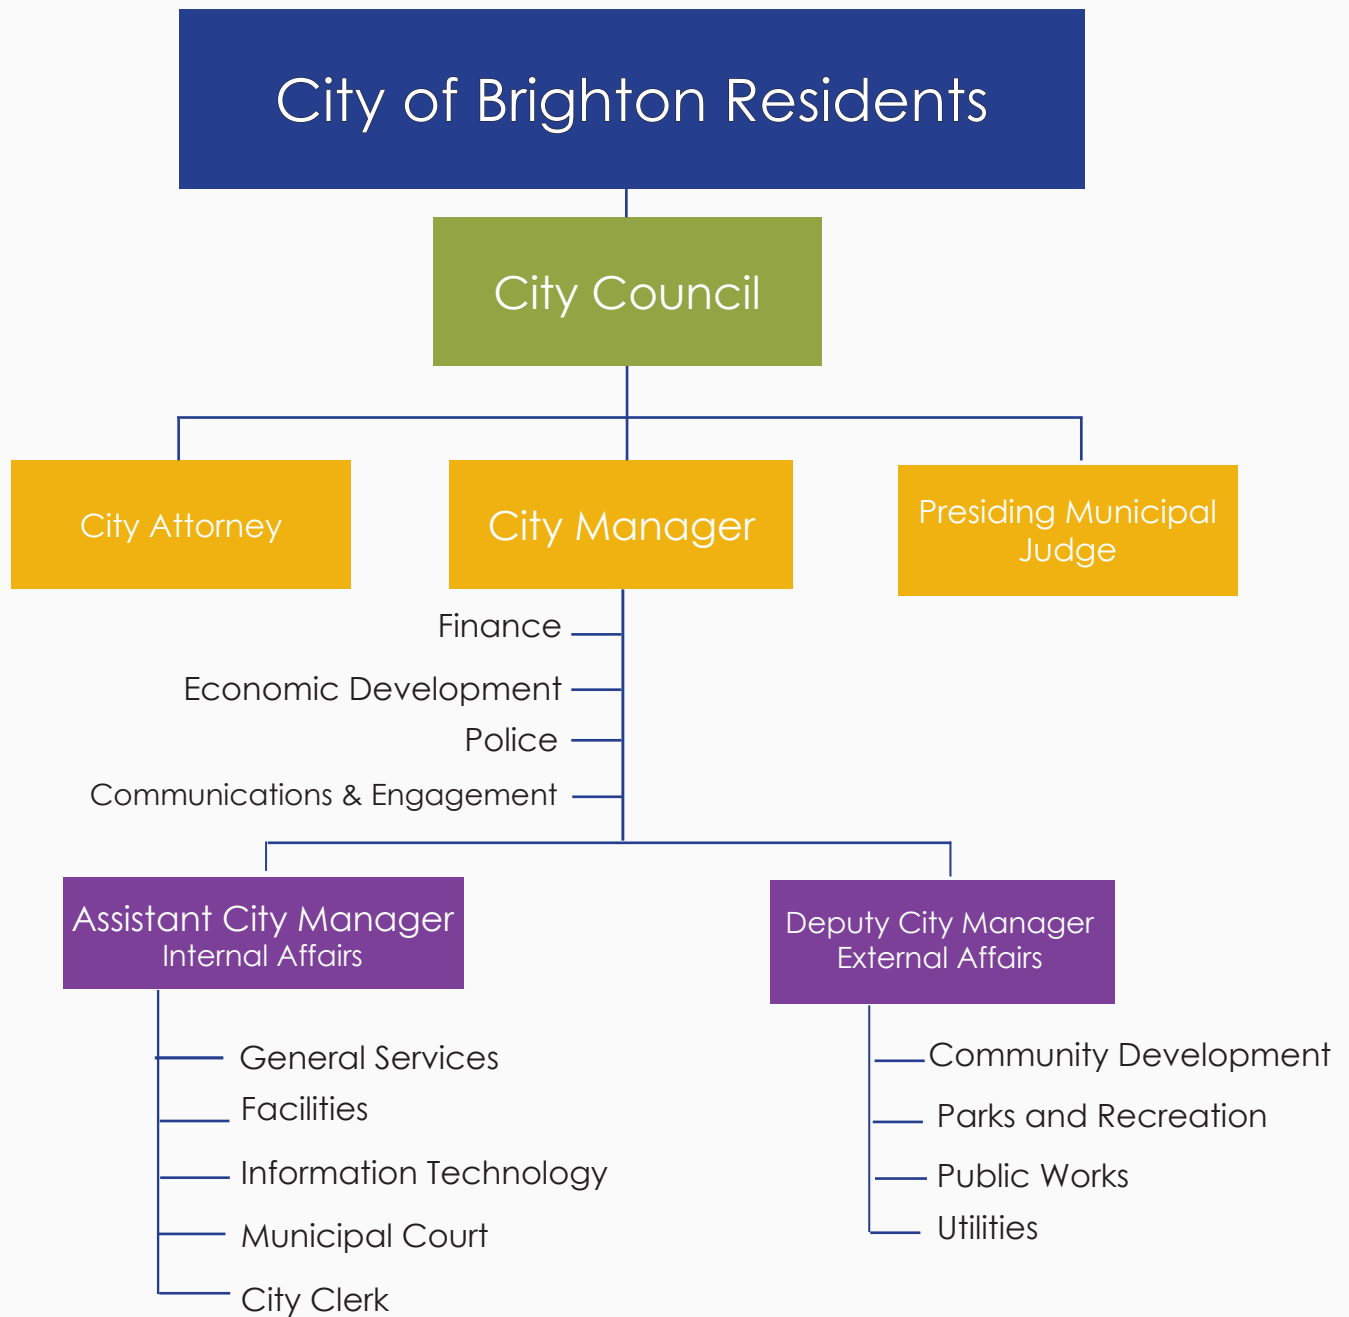 City of Brighton Residents
City Council
City Attorney
City Manager
Presiding Municipal
Judge
Finance
Economic Development
Police
Communications & Engagement
Assistant City Manager
Internal Affairs
General Services
Facilities
Information Technology
Municipal Court
City Clerk
Deputy City Manager
External Affairs
Community Development
Parks and Recreation
Public Works
Utilities